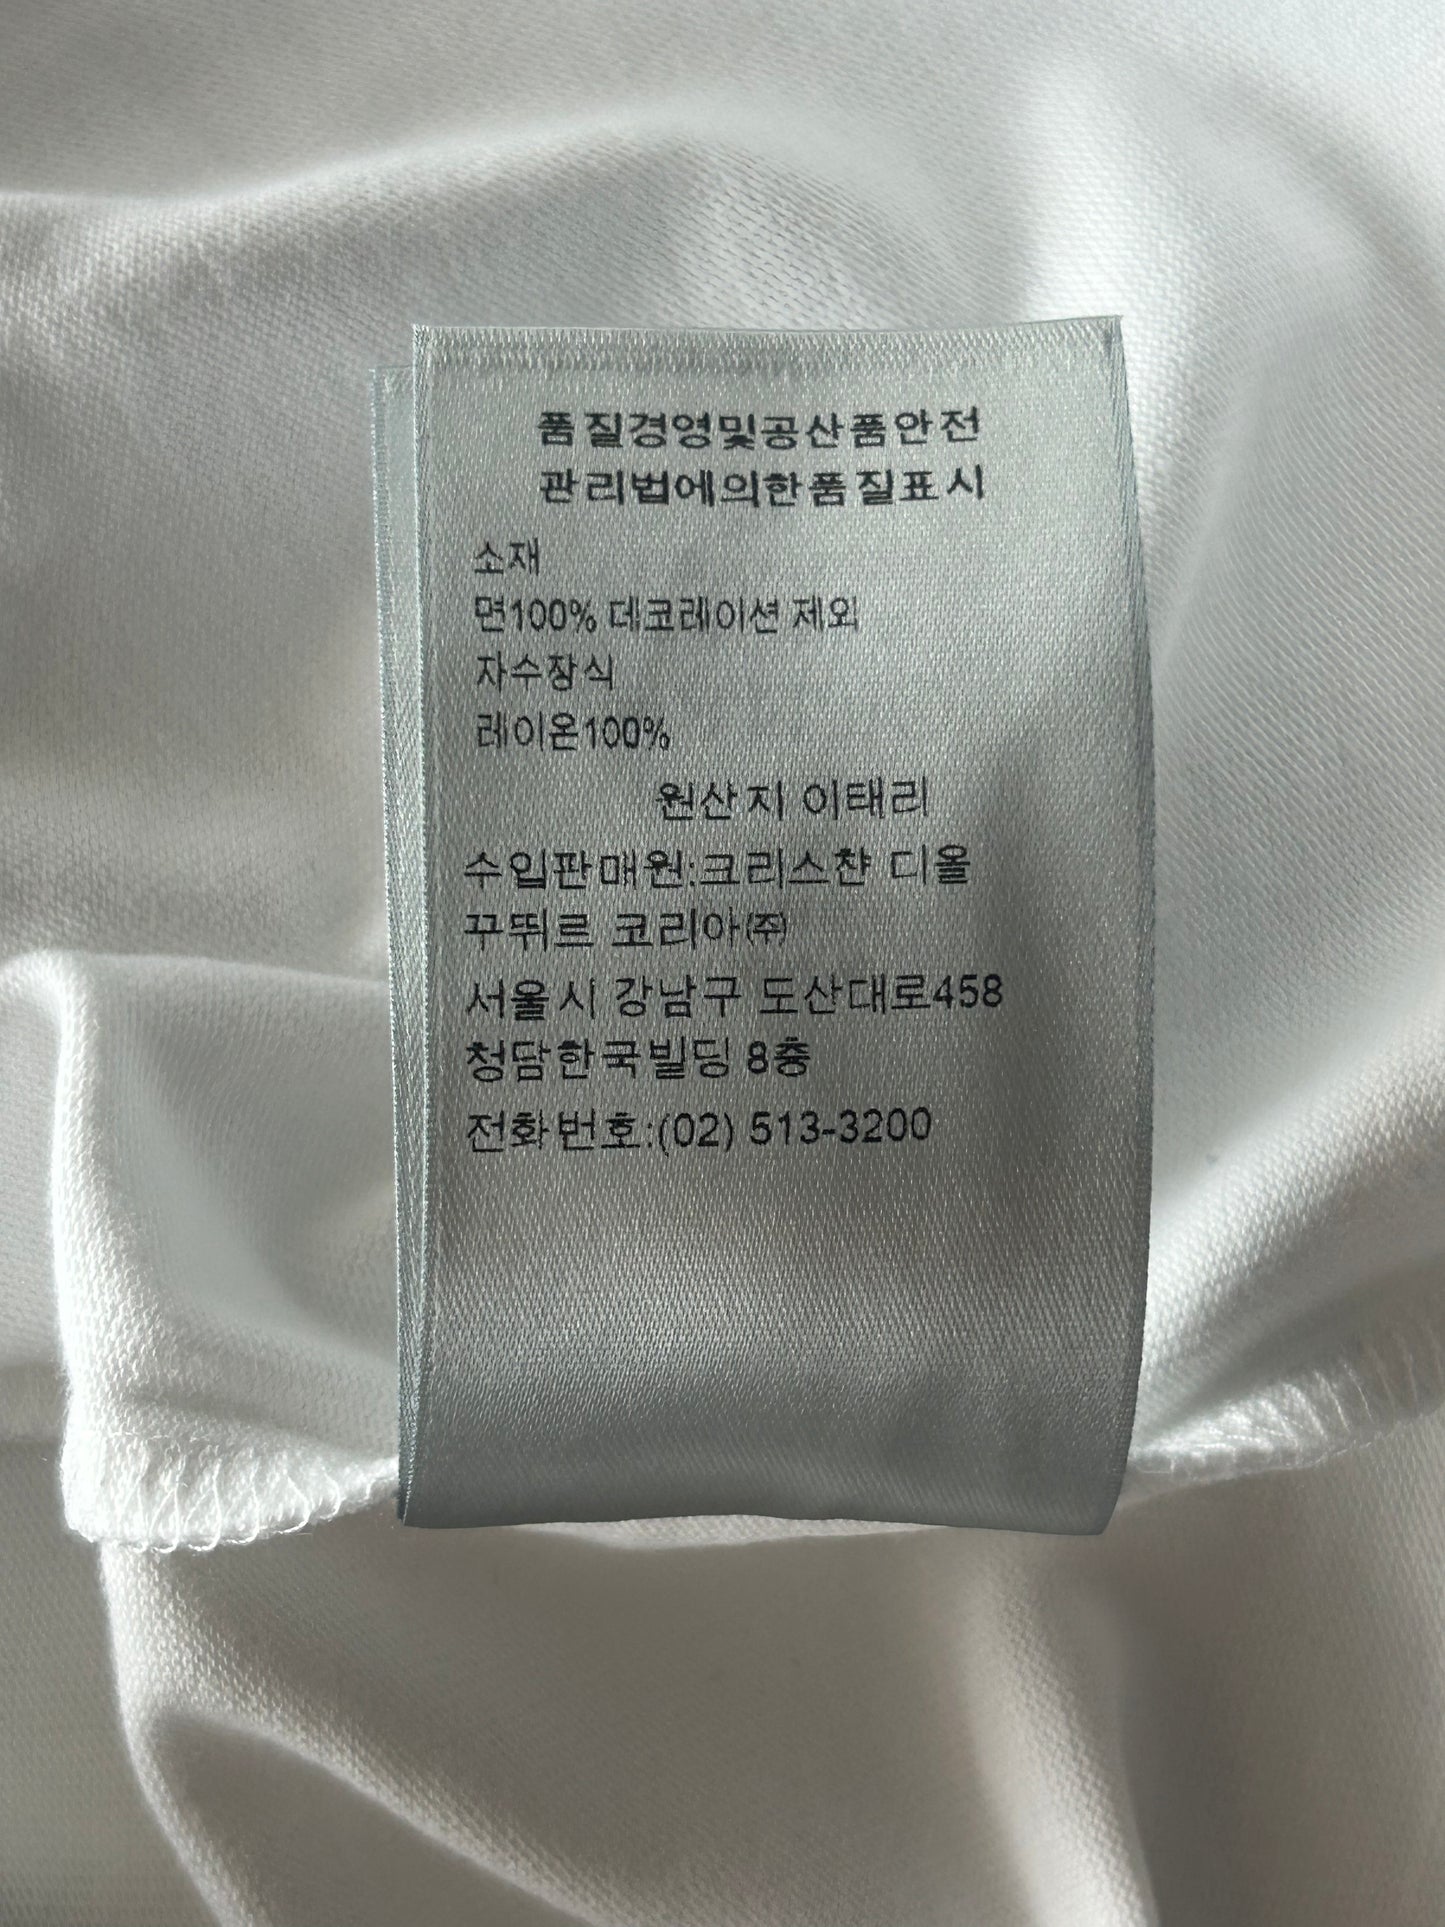 품질경영및공산품안전
관리법에의한품질표시
소재
면100% 데코레이션 제외
자수장식
레이온100%
원산지 이태리
수입판매원:크리스챤 디올
꾸뛰르 코리아㈜
서울시 강남구 도산대로458
청담한국빌딩 8층
전화번호:(02) 513-3200